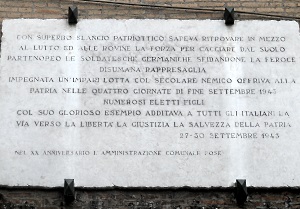 CON SUPERBO SLANCIO PATRIOTTICO SAPEVA RITROVARE IN MEZZO
AL LUTTO ED ALLE ROVINE LA FORZA PER CACCIARE DAL SUOLO
PARTENOPEO LE SOLDATESCHE GERMANICHE SFIDANDONE LA FEROCE
DISUMANA RAPPRESAGLIA
IMPEGNATA UN'IMPARI LOTTA COL SECOLARE NEMICO OFFRIVA ALLA
PATRIA NELLE QUATTRO GIORNATE DI FINE SETTEMBRE 1943
NUMEROSI ELETTI FIGLI
COL SUO GLORIOSO ESEMPIO ADDITAVA A TUTTI GLI ITALIANI LA
VIA VERSO LA LIBERTÀ LA GIUSTIZIA LA SALVEZZA DELLA PATRIA
27-30 SETTEMBRE 1943
NEL XX ANNIVERSARIO L'AMMINISTRAZIONE COMUNALE POSE